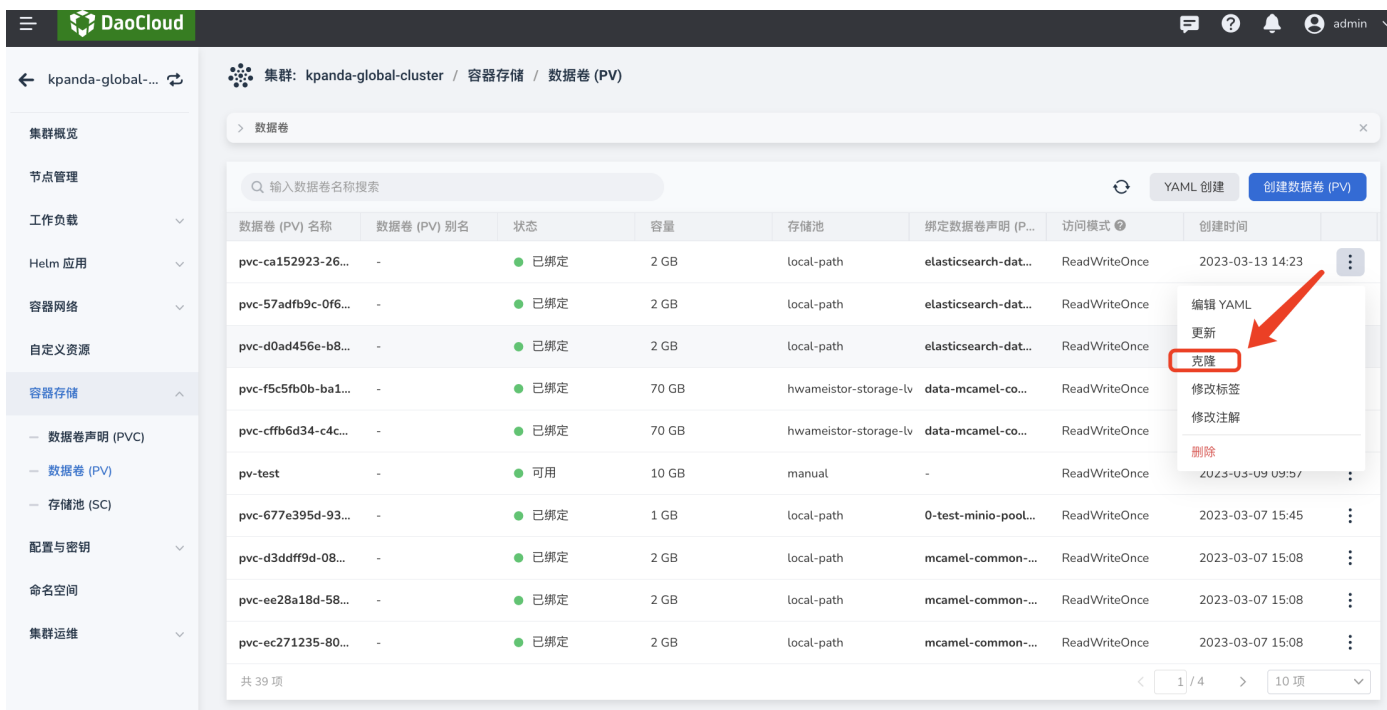 DaoCloud
admin
kpanda-global-...
集群: kpanda-global-cluster / 容器存储 / 数据卷 (PV)
集群概览
节点管理
工作负载
Helm 应用
容器网络
自定义资源
容器存储
数据卷声明 (PVC)
数据卷 (PV)
存储池 (SC)
配置与密钥
命名空间
集群运维
数据卷
输入数据卷名称搜索
YAML 创建
创建数据卷 (PV)
数据卷 (PV) 名称 数据卷 (PV) 别名 状态 容量 存储池 绑定数据卷声明 (P... 访问模式 创建时间
pvc-ca152923-26... - 已绑定 2 GB local-path elasticsearch-dat... ReadWriteOnce 2023-03-13 14:23
pvc-57adfb9c-0f6... - 已绑定 2 GB local-path elasticsearch-dat... ReadWriteOnce
pvc-d0ad456e-b8... - 已绑定 2 GB local-path elasticsearch-dat... ReadWriteOnce
pvc-f5c5fb0b-ba1... - 已绑定 70 GB hwameistor-storage-lv data-mcamel-co... ReadWriteOnce
pvc-cffb6d34-c4c... - 已绑定 70 GB hwameistor-storage-lv data-mcamel-co... ReadWriteOnce
pv-test - 可用 10 GB manual - ReadWriteOnce 2023-03-09 09:57
pvc-677e395d-93... - 已绑定 1 GB local-path 0-test-minio-pool... ReadWriteOnce 2023-03-07 15:45
pvc-d3ddff9d-08... - 已绑定 2 GB local-path mcamel-common-... ReadWriteOnce 2023-03-07 15:08
pvc-ee28a18d-58... - 已绑定 2 GB local-path mcamel-common-... ReadWriteOnce 2023-03-07 15:08
pvc-ec271235-80... - 已绑定 2 GB local-path mcamel-common-... ReadWriteOnce 2023-03-07 15:08
编辑 YAML
更新
克隆
修改标签
修改注解
删除
共 39 项
1 / 4
10 项